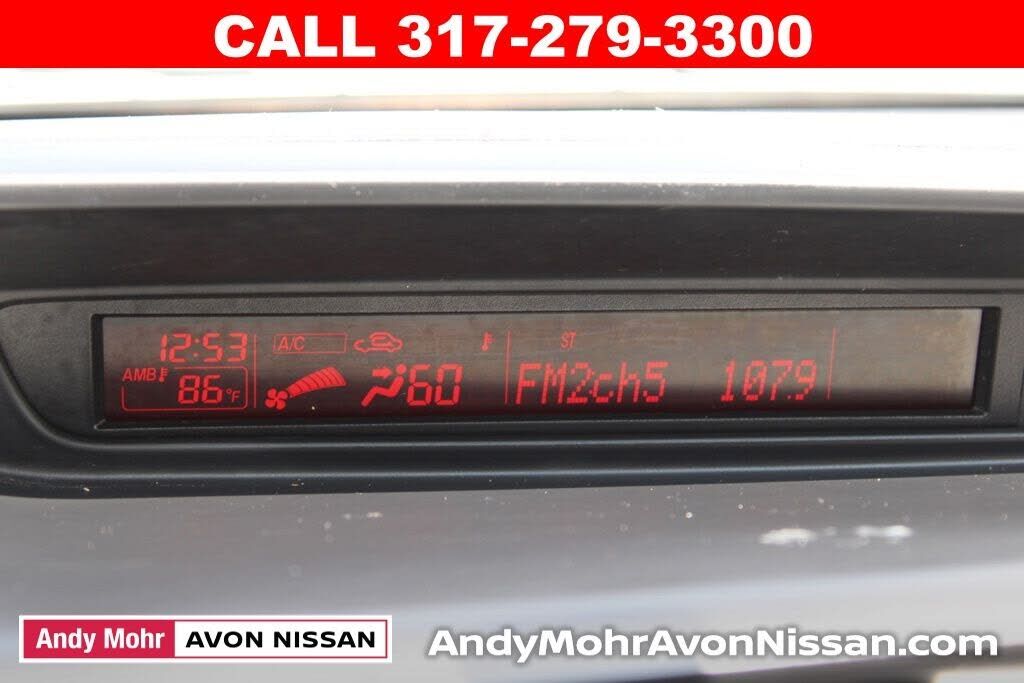 CALL 317-279-3300
12:53
A/C
ST
AMB 86°F
60
FM2ch5 107.9
Andy Mohr AVON NISSAN
AndyMohrAvonNissan.com